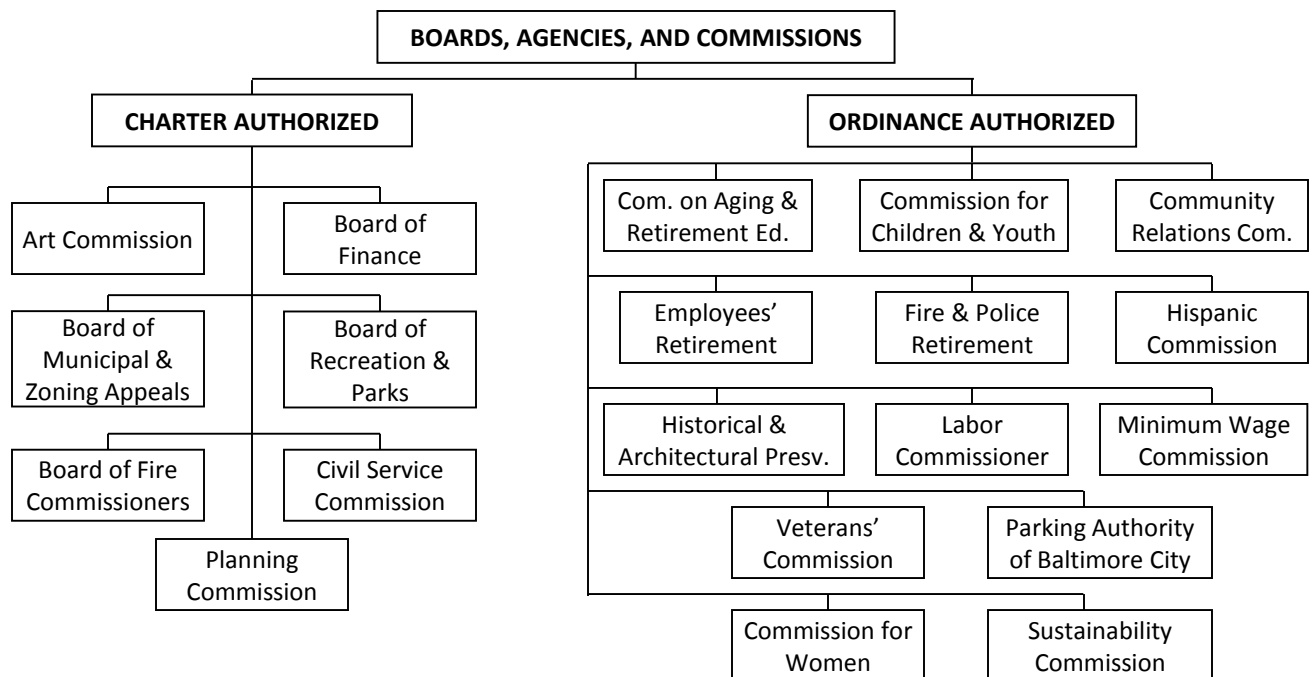 BOARDS, AGENCIES, AND COMMISSIONS
CHARTER AUTHORIZED
Art Commission
Board of
Finance
Board of
Municipal &
Zoning Appeals
Board of
Recreation &
Parks
Board of Fire
Commissioners
Civil Service
Commission
Planning
Commission
ORDINANCE AUTHORIZED
Com. on Aging &
Retirement Ed.
Commission for
Children & Youth
Community
Relations Com.
Employees’
Retirement
Fire & Police
Retirement
Hispanic
Commission
Historical &
Architectural Presv.
Labor
Commissioner
Minimum Wage
Commission
Veterans’
Commission
Parking Authority
of Baltimore City
Commission for
Women
Sustainability
Commission